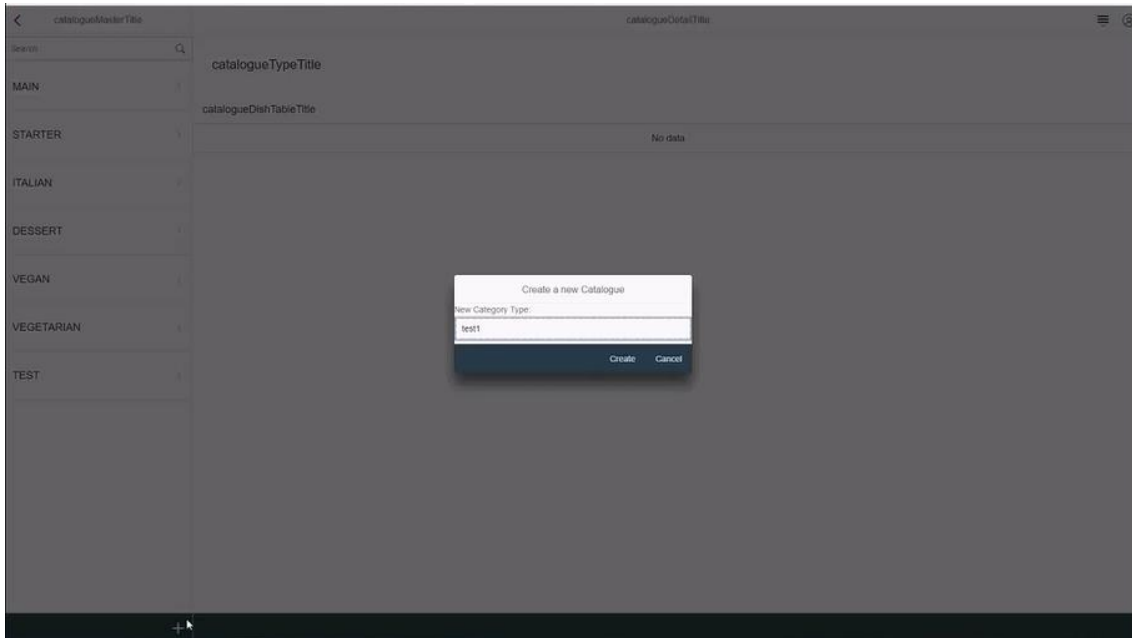 catalogueMasterTitle
catalogueDetailTitle
Search
catalogueTypeTitle
MAIN
catalogueDishTableTitle
STARTER
No data
ITALIAN
DESSERT
VEGAN
Create a new Catalogue
New Category Type:
VEGETARIAN
test1
Create Cancel
TEST